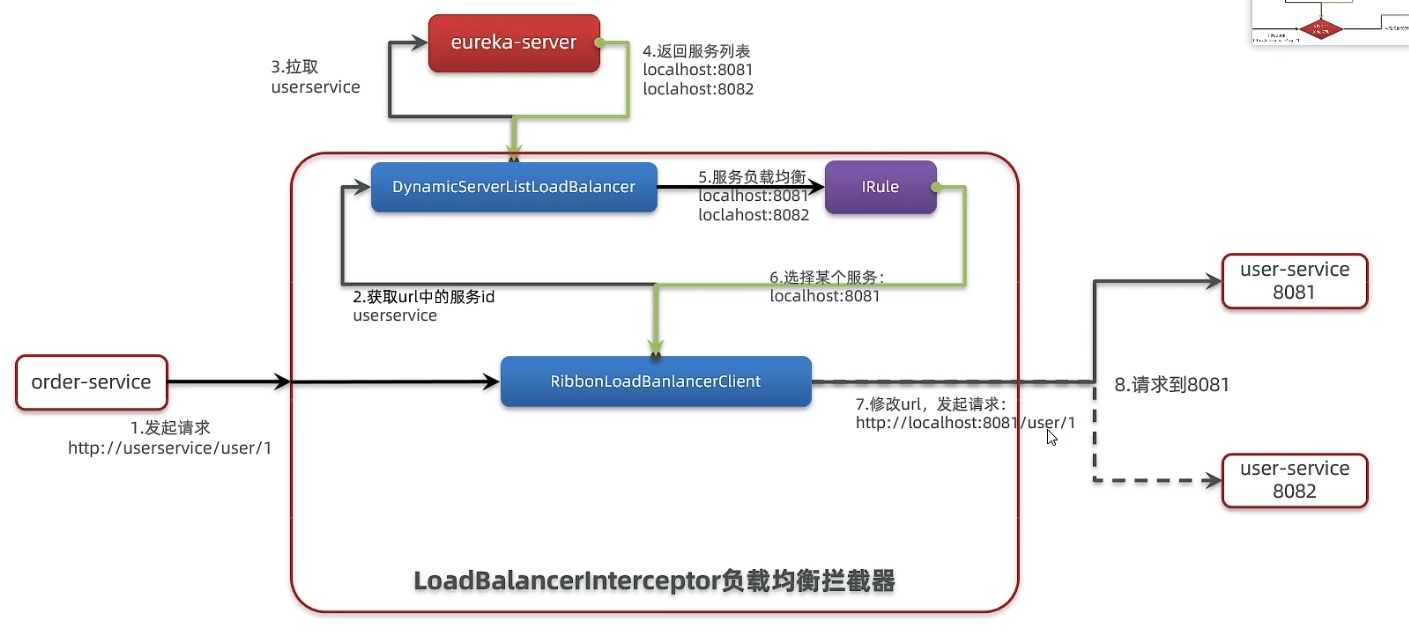 eureka-server
3.拉取
userservice
4.返回服务列表
localhost:8081
loclahost:8082
DynamicServerListLoadBalancer
5.服务负载均衡
localhost:8081
loclahost:8082
IRule
2.获取url中的服务id
userservice
6.选择某个服务：
localhost:8081
user-service
8081
order-service
1.发起请求
http://userservice/user/1
RibbonLoadBanlancerClient
7.修改url，发起请求：
http://localhost:8081/user/1
8.请求到8081
user-service
8082
LoadBalancerInterceptor负载均衡拦截器